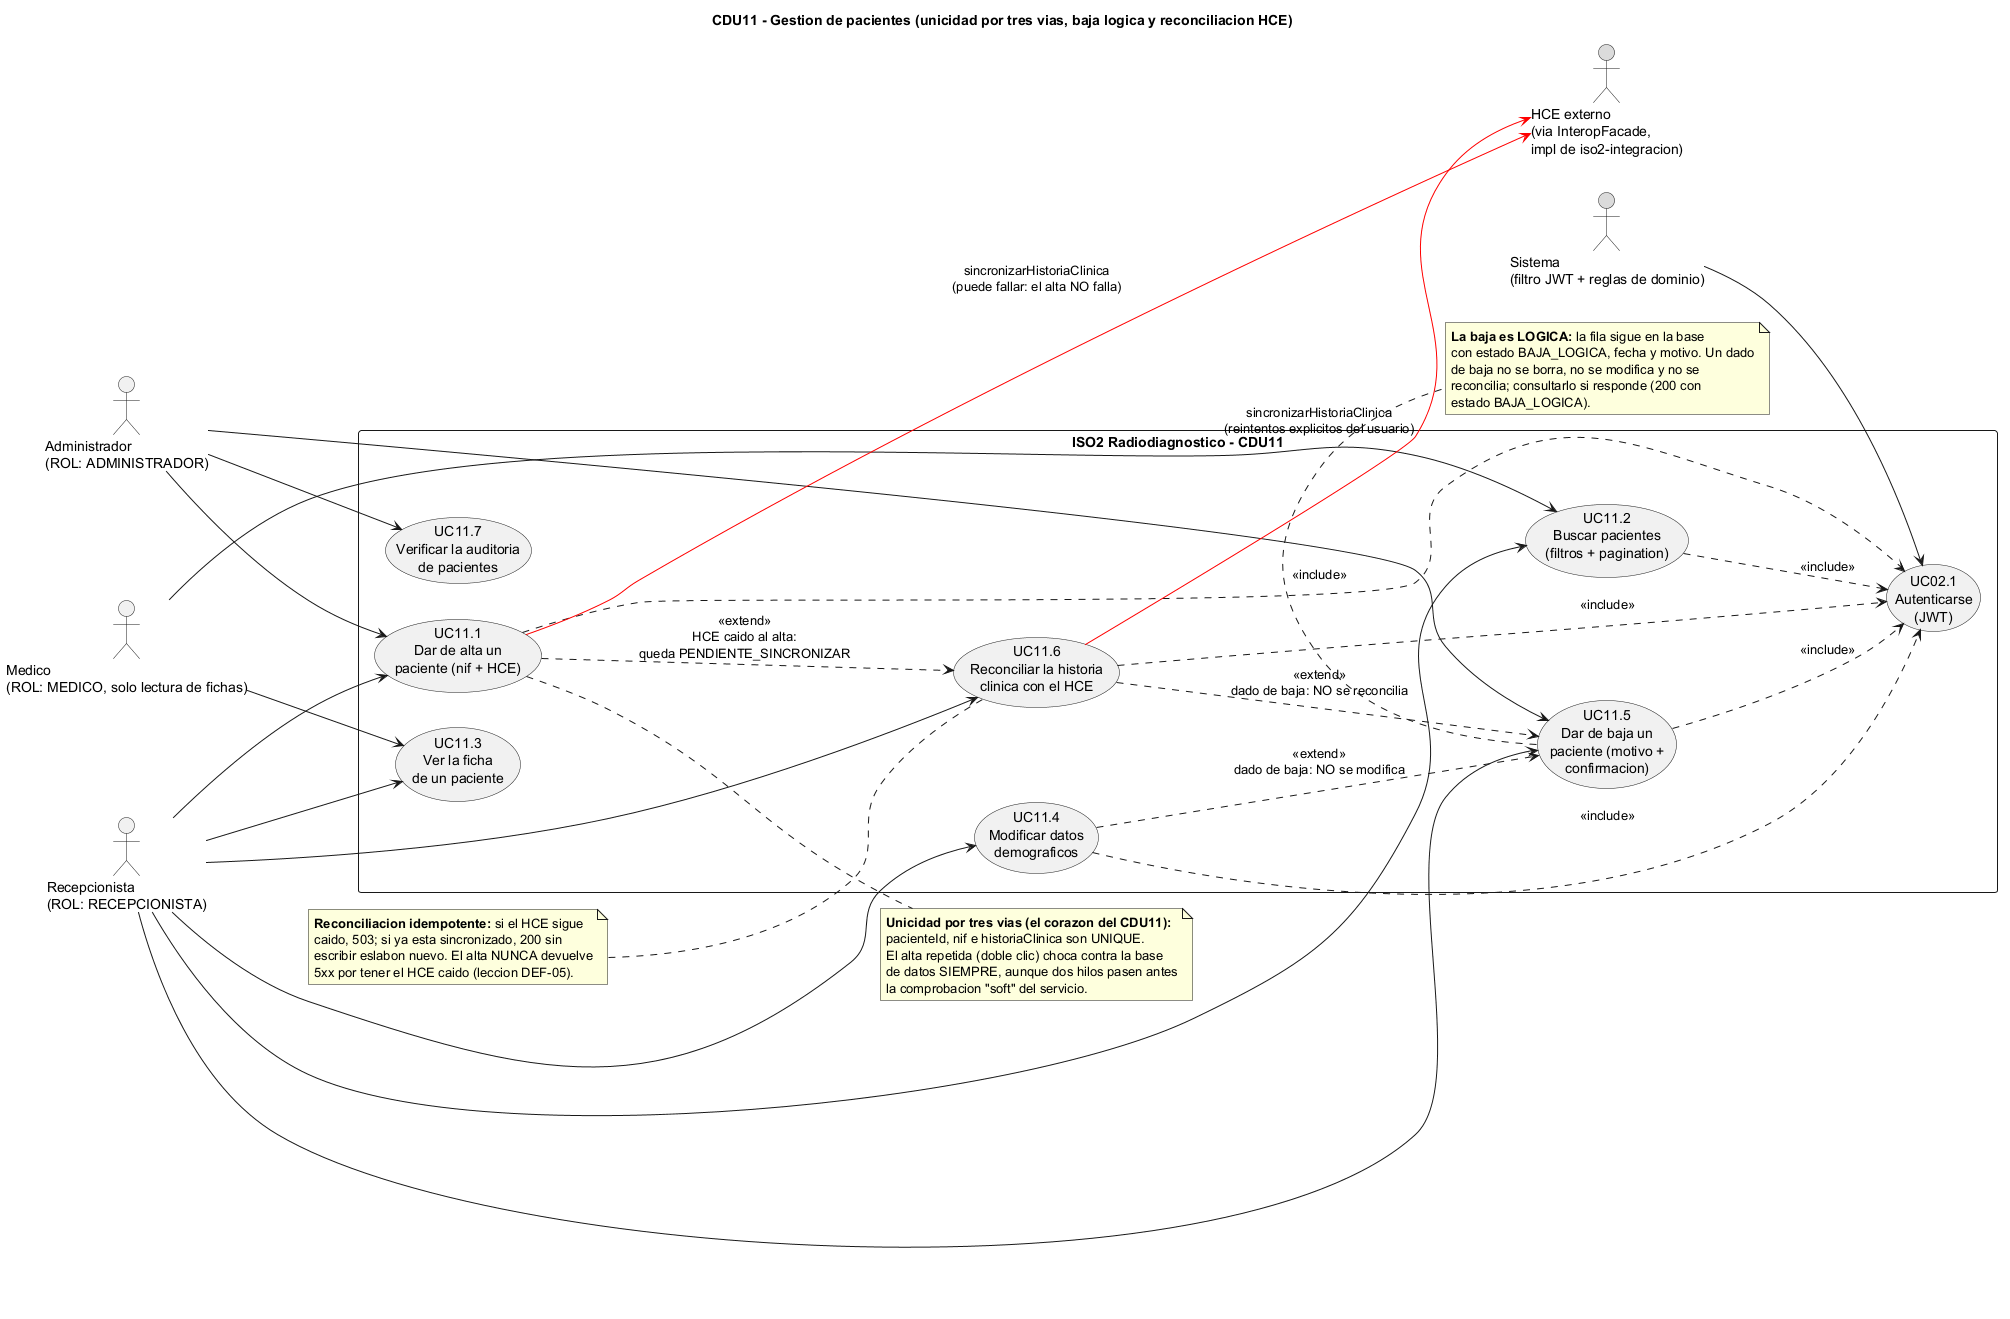 CDU11 - Gestion de pacientes (unicidad por tres vias, baja logica y reconciliacion HCE)
HCE externo
(via InteropFacade,
impl de iso2-integracion)
Sistema
(filtro JWT + reglas de dominio)
sincronizarHistoriaClinica
(puede fallar: el alta NO falla)
La baja es LOGICA: la fila sigue en la base
con estado BAJA_LOGICA, fecha y motivo. Un dado
de baja no se borra, no se modifica y no se
reconcilia; consultarlo si responde (200 con
estado BAJA_LOGICA).
sincronizarHistoriaClinica
(reintentos explicitos del usuario)
ISO2 Radiodiagnostico - CDU11
Administrador
(ROL: ADMINISTRADOR)
UC11.7
Verificar la auditoria
de pacientes
UC11.2
Buscar pacientes
(filtros + pagination)
«include»
«include»
UC02.1
Autenticarse
(JWT)
«include»
Medico
(ROL: MEDICO, solo lectura de fichas)
UC11.1
Dar de alta un
paciente (nif + HCE)
«extend»
HCE caido al alta:
queda PENDIENTE_SINCRONIZAR
UC11.6
Reconciliar la historia
clinica con el HCE
«extend»
dado de baja: NO se reconcilia
«include»
UC11.3
Ver la ficha
de un paciente
UC11.5
Dar de baja un
paciente (motivo +
confirmacion)
«extend»
dado de baja: NO se modifica
UC11.4
Modificar datos
demograficos
«include»
Recepcionista
(ROL: RECEPCIONISTA)
Reconciliacion idempotente: si el HCE sigue
caido, 503; si ya esta sincronizado, 200 sin
escribir eslabon nuevo. El alta NUNCA devuelve
5xx por tener el HCE caido (leccion DEF-05).
Unicidad por tres vias (el corazon del CDU11):
pacienteId, nif e historiaClinica son UNIQUE.
El alta repetida (doble clic) choca contra la base
de datos SIEMPRE, aunque dos hilos pasen antes
la comprobacion "soft" del servicio.